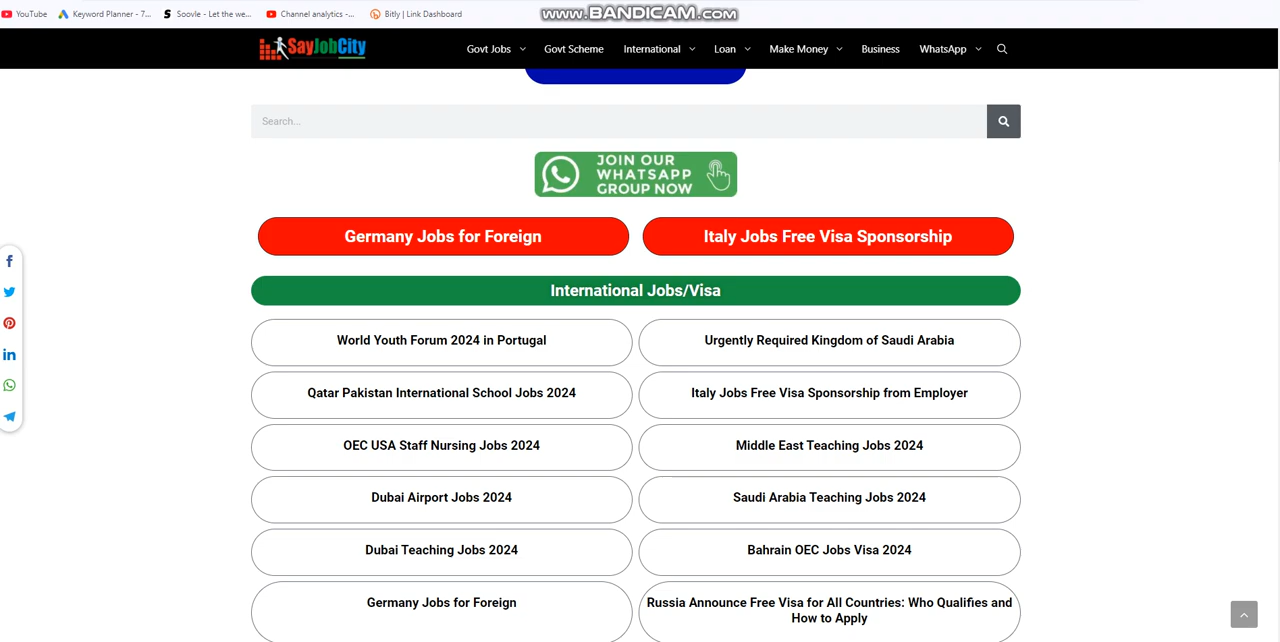 YouTube
Keyword Planner - 7...
Soovle - Let the we...
Channel analytics -...
Bitly | Link Dashboard
www.BANDICAM.com
SayJobCity
Govt Jobs
Govt Scheme
International
Loan
Make Money
Business
WhatsApp
Search...
JOIN OUR
WHATSAPP
GROUP NOW
Germany Jobs for Foreign
Italy Jobs Free Visa Sponsorship
International Jobs/Visa
World Youth Forum 2024 in Portugal
Urgently Required Kingdom of Saudi Arabia
Qatar Pakistan International School Jobs 2024
Italy Jobs Free Visa Sponsorship from Employer
OEC USA Staff Nursing Jobs 2024
Middle East Teaching Jobs 2024
Dubai Airport Jobs 2024
Saudi Arabia Teaching Jobs 2024
Dubai Teaching Jobs 2024
Bahrain OEC Jobs Visa 2024
Germany Jobs for Foreign
Russia Announce Free Visa for All Countries: Who Qualifies and
How to Apply